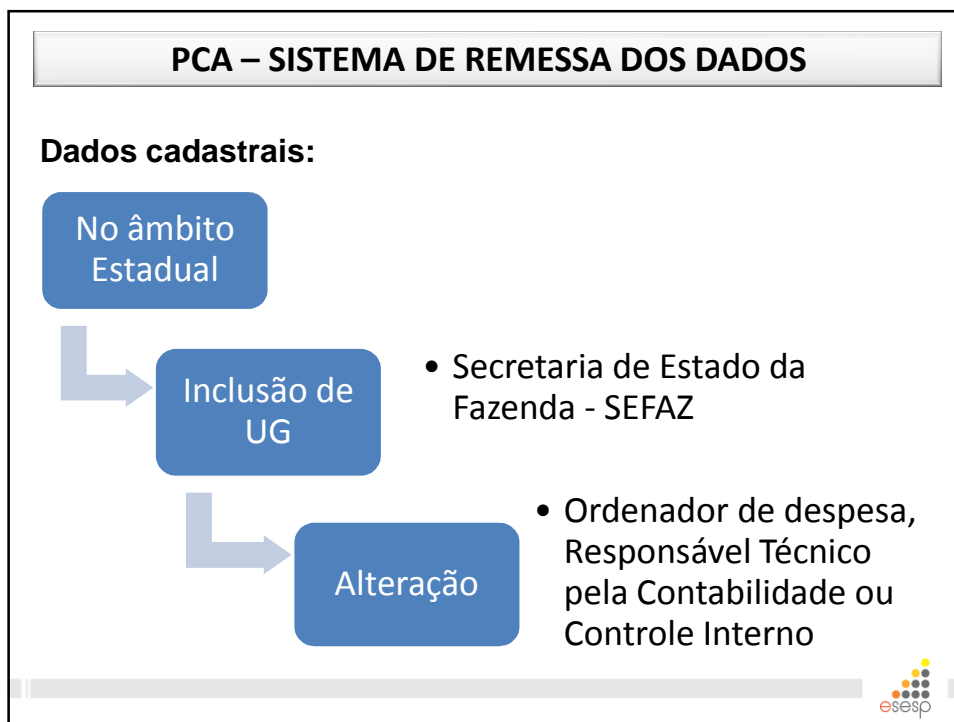 PCA – SISTEMA DE REMESSA DOS DADOS
Dados cadastrais:
No âmbito
Estadual
Inclusão de
UG
• Secretaria de Estado da
Fazenda - SEFAZ
Alteração
• Ordenador de despesa,
Responsável Técnico
pela Contabilidade ou
Controle Interno
esesp